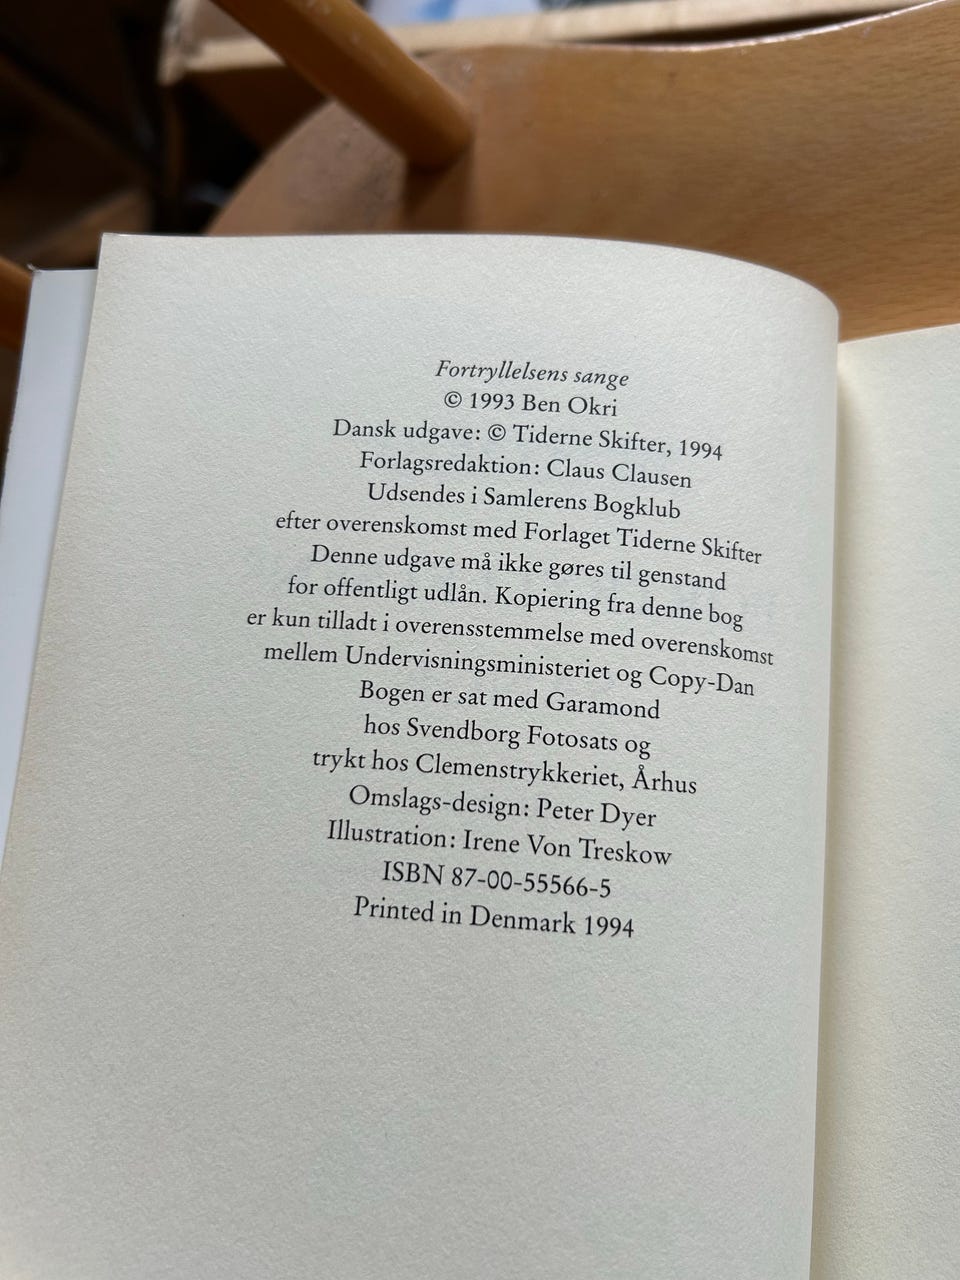 Fortryllelsens sange
© 1993 Ben Okri
Dansk udgave: © Tiderne Skifter, 1994
Forlagsredaktion: Claus Clausen
Udsendes i Samlerens Bogklub
efter overenskomst med Forlaget Tiderne Skifter
Denne udgave må ikke gøres til genstand
for offentligt udlån. Kopiering fra denne bog
er kun tilladt i overensstemmelse med overenskomst
mellem Undervisningsministeriet og Copy-Dan
Bogen er sat med Garamond
hos Svendborg Fotosats og
trykt hos Clemenstrykkeriet, Århus
Omslags-design: Peter Dyer
Illustration: Irene Von Treskow
ISBN 87-00-55566-5
Printed in Denmark 1994